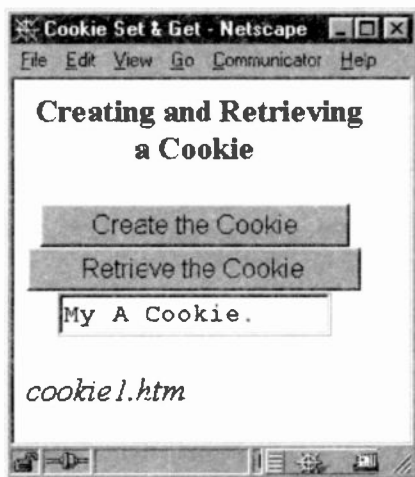 Cookie Set & Get - Netscape
File Edit View Go Communicator Help
Creating and Retrieving
a Cookie
Create the Cookie
Retrieve the Cookie
My A Cookie.
cookie1.htm